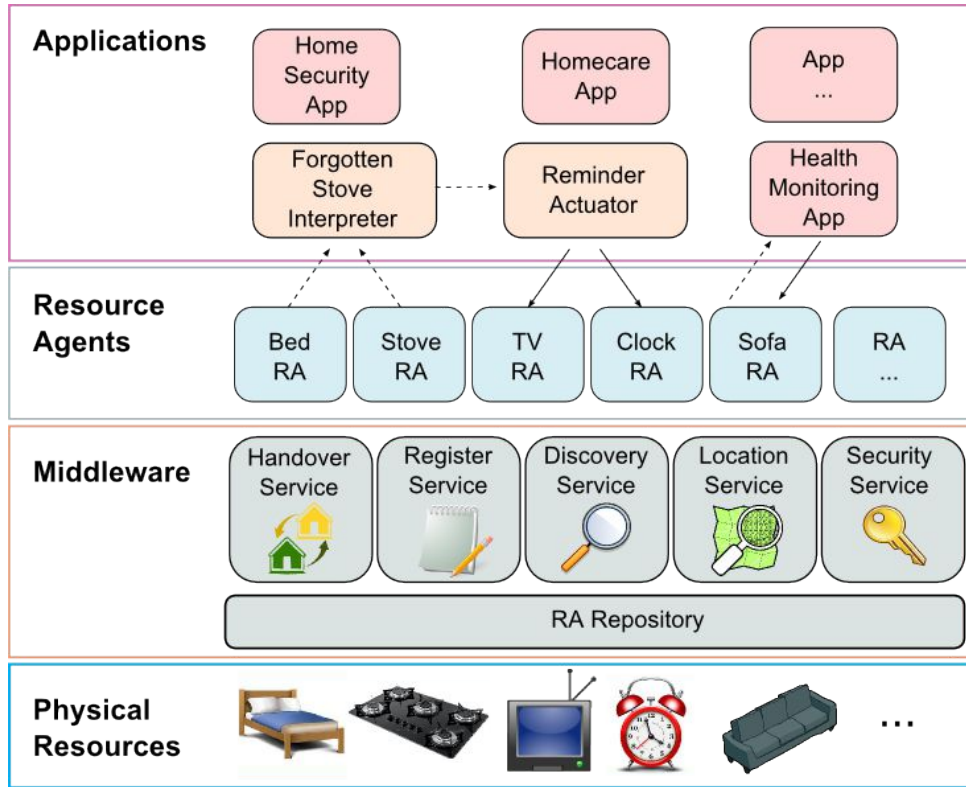 Applications
Home
Security
App
Homecare
App
App
...
Forgotten
Stove
Interpreter
Reminder
Actuator
Health
Monitoring
App
Resource
Agents
Bed
RA
Stove
RA
TV
RA
Clock
RA
Sofa
RA
RA
...
Middleware
Handover
Service
Register
Service
Discovery
Service
Location
Service
Security
Service
RA Repository
Physical
Resources
...